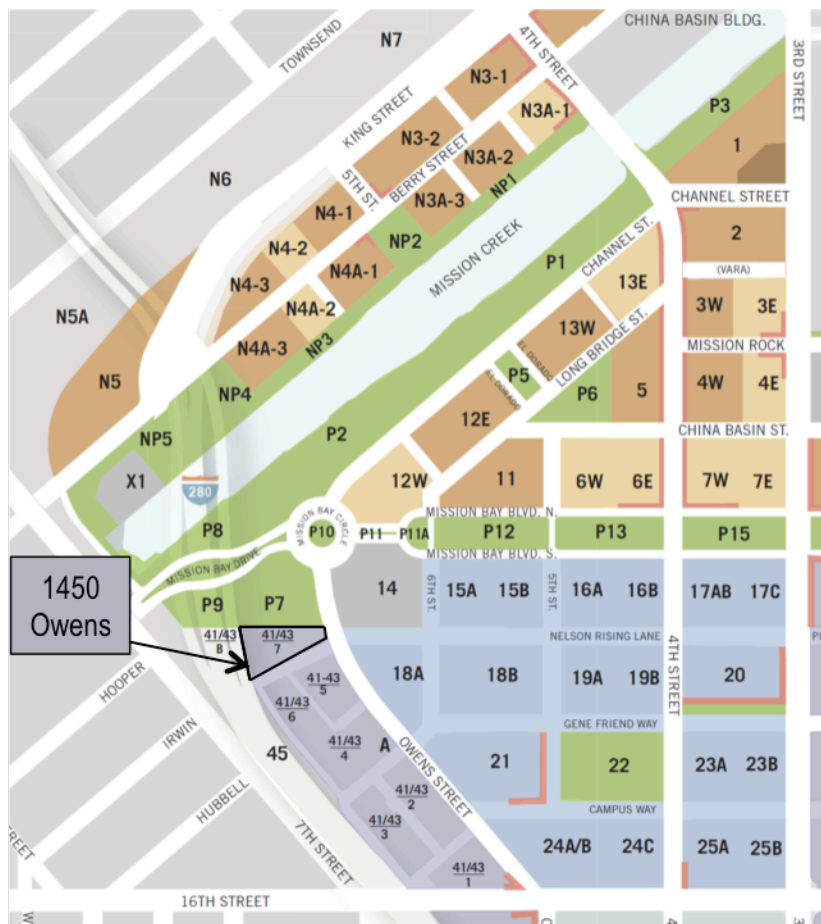 CHINA BASIN BLDG.
TOWNSEND
N7
4TH STREET
3RD STREET
N3-1
KING STREET
N3A-1
P3
N3-2
BERRY STREET
N3A-2
1
N6
5TH ST.
NP1
N3A-3
CHANNEL STREET
N4-1
NP2
2
N4-2
MISSION CREEK
CHANNEL ST.
P1
N4A-1
(VARA)
N4-3
13E
N4A-2
3W
3E
N5A
13W
NP3
LONG BRIDGE ST.
MISSION ROCK
N4A-3
EL DORADO
P5
N5
NP4
EL DORADO
P6
5
4W
4E
12E
P2
CHINA BASIN ST.
NP5
X1
12W
11
6W
6E
7W
7E
280
MISSION BAY BLVD. N.
P8
MISSION BAY CIRCLE
P10
P11
P11A
P12
P13
P15
MISSION BAY BLVD. S.
MISSION BAY DRIVE
1450
Owens
14
6TH ST.
15A
15B
5TH ST.
16A
16B
17AB
17C
P9
P7
41/43
B
41/43
7
NELSON RISING LANE
4TH STREET
HOOPER
41-43
5
18A
18B
19A
19B
20
41/43
6
IRWIN
GENE FRIEND WAY
41/43
4
A
OWENS STREET
45
21
22
23A
23B
41/43
2
HUBBELL
CAMPUS WAY
41/43
3
7TH STREET
24A/B
24C
25A
25B
41/43
1
16TH STREET